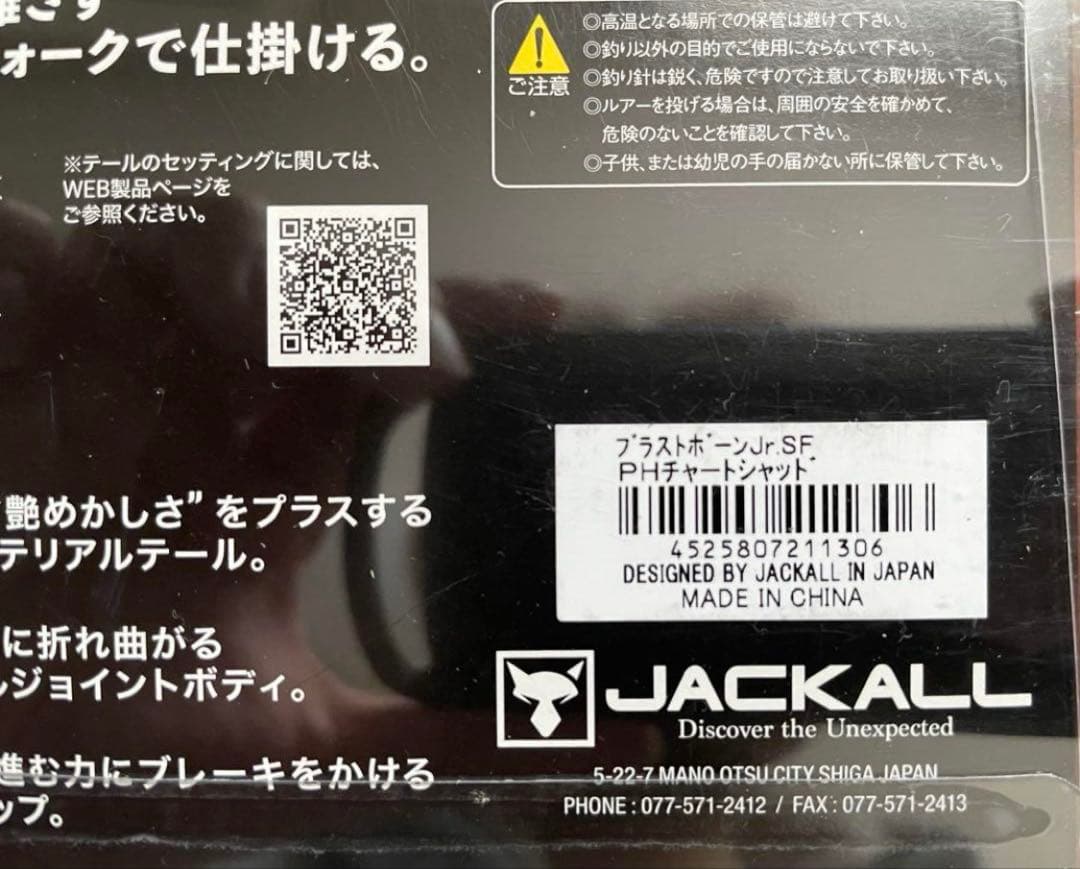 ォークで仕掛ける。
※テールのセッティングに関しては、
WEB製品ページを
ご参照ください。
ご注意
◎高温となる場所での保管は避けて下さい。
◎釣り以外の目的でご使用にならないで下さい。
◎釣り針は鋭く、危険ですので注意してお取り扱い下さい。
◎ルアーを投げる場合は、周囲の安全を確かめて、
危険のないことを確認して下さい。
◎子供、または幼児の手の届かない所に保管して下さい。
艶めかしさ”をプラスする
テリアルテール。
に折れ曲がる
ルジョイントボディ。
進む力にブレーキをかける
ップ。
ブラストボーンJr.SF
PHチャートシャッド
4525807211306
DESIGNED BY JACKALL IN JAPAN
MADE IN CHINA
JACKALL
Discover the Unexpected
5-22-7 MANO OTSU CITY SHIGA JAPAN
PHONE : 077-571-2412 / FAX : 077-571-2413